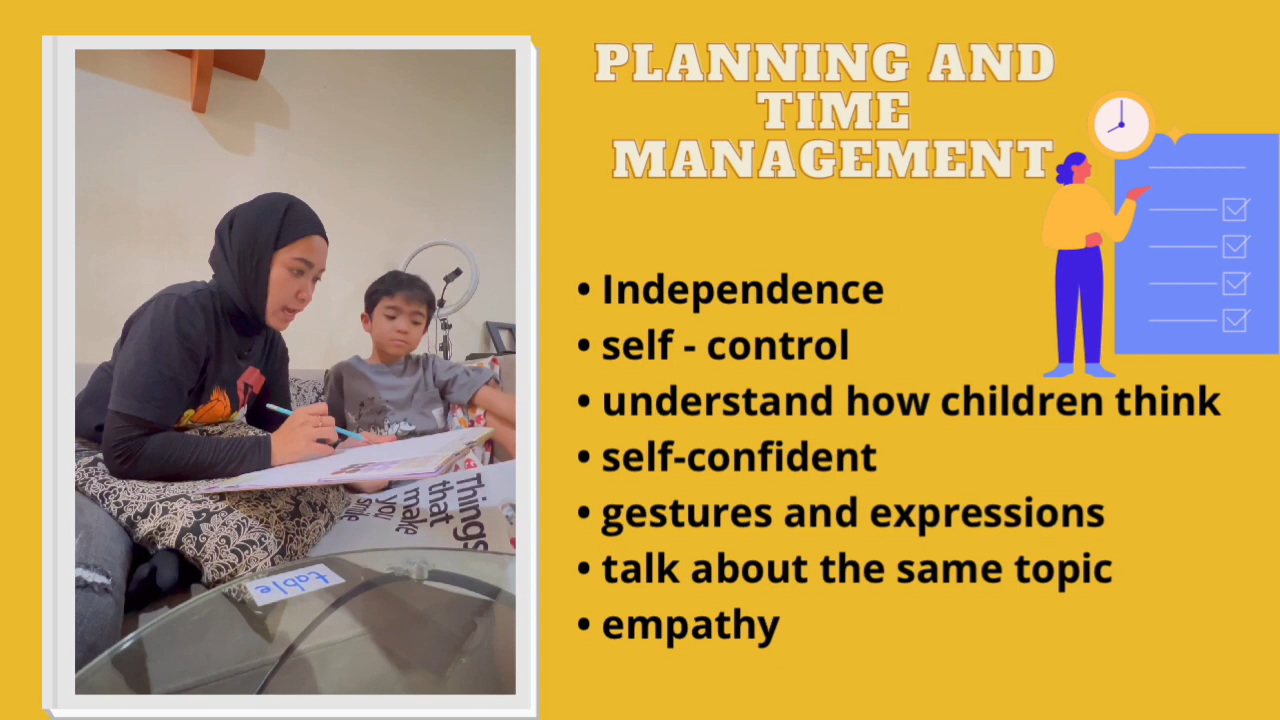 PLANNING AND
TIME
MANAGEMENT
• Independence
• self - control
• understand how children think
• self-confident
• gestures and expressions
• talk about the same topic
• empathy
Things
that
make
you
smile
table